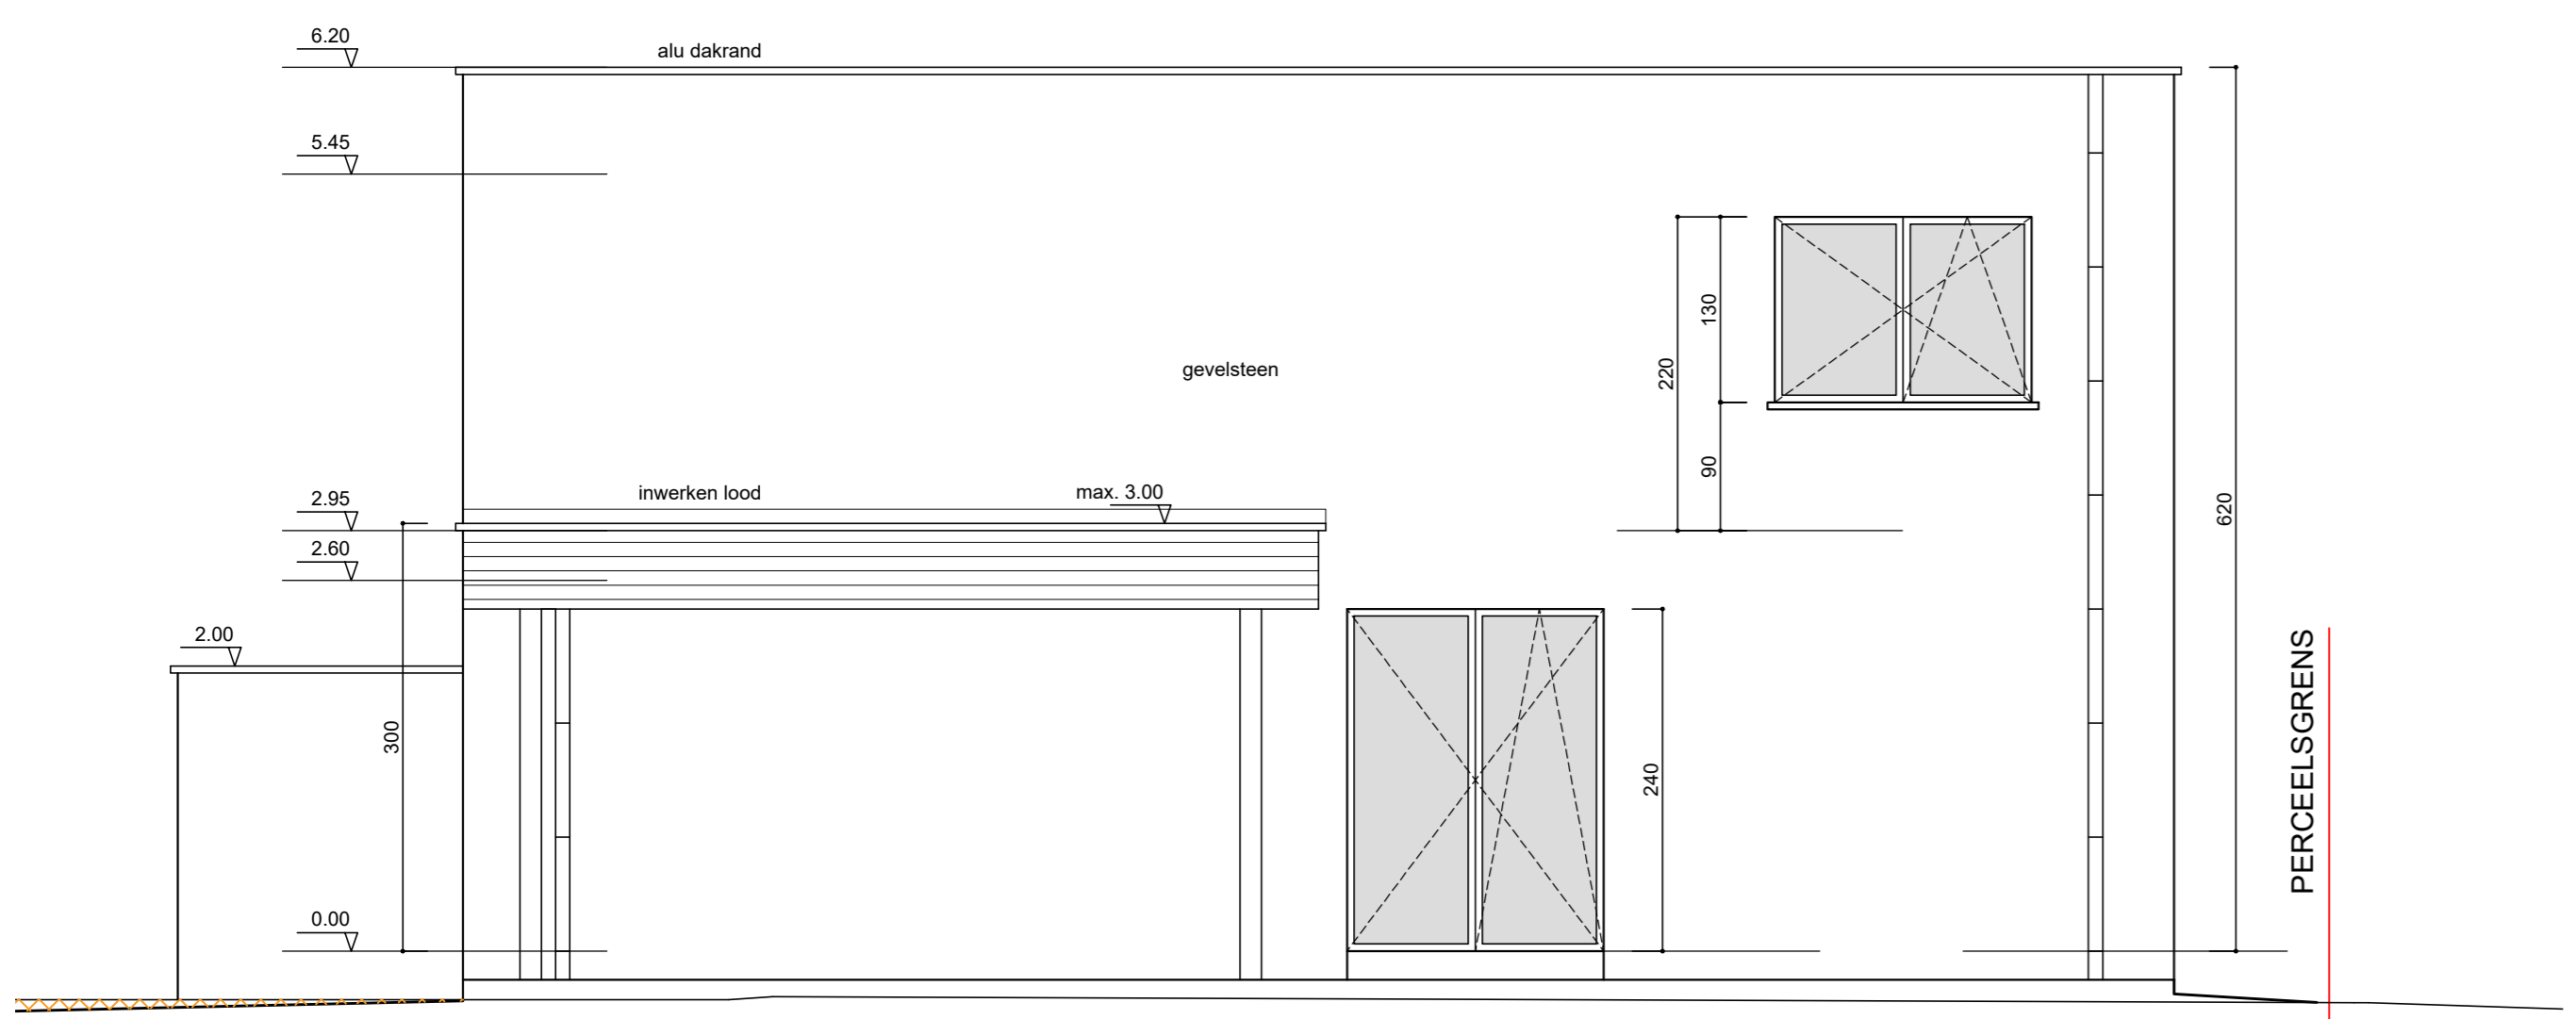 6.20
alu dakrand
5.45
130
220
gevelsteen
90
2.95
inwerken lood
max. 3.00
620
2.60
2.00
300
240
PERCEELSGRENS
0.00